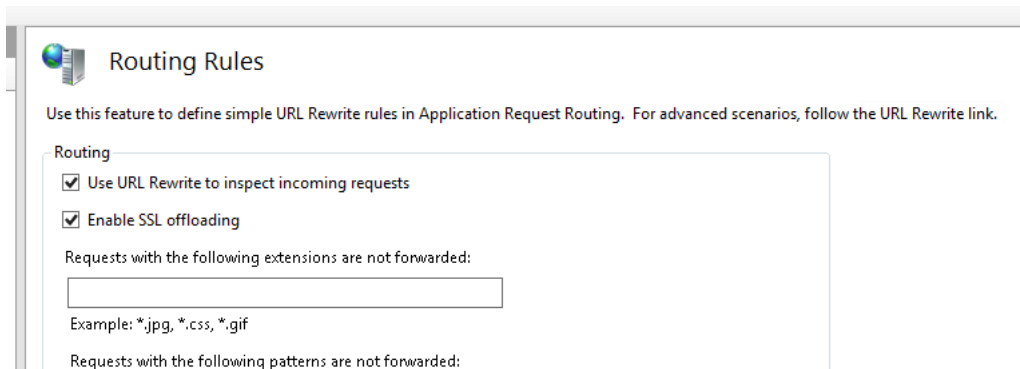 Routing Rules
Use this feature to define simple URL Rewrite rules in Application Request Routing.  For advanced scenarios, follow the URL Rewrite link.
Routing
Use URL Rewrite to inspect incoming requests
Enable SSL offloading
Requests with the following extensions are not forwarded:
Example: *.jpg, *.css, *.gif
Requests with the following patterns are not forwarded: